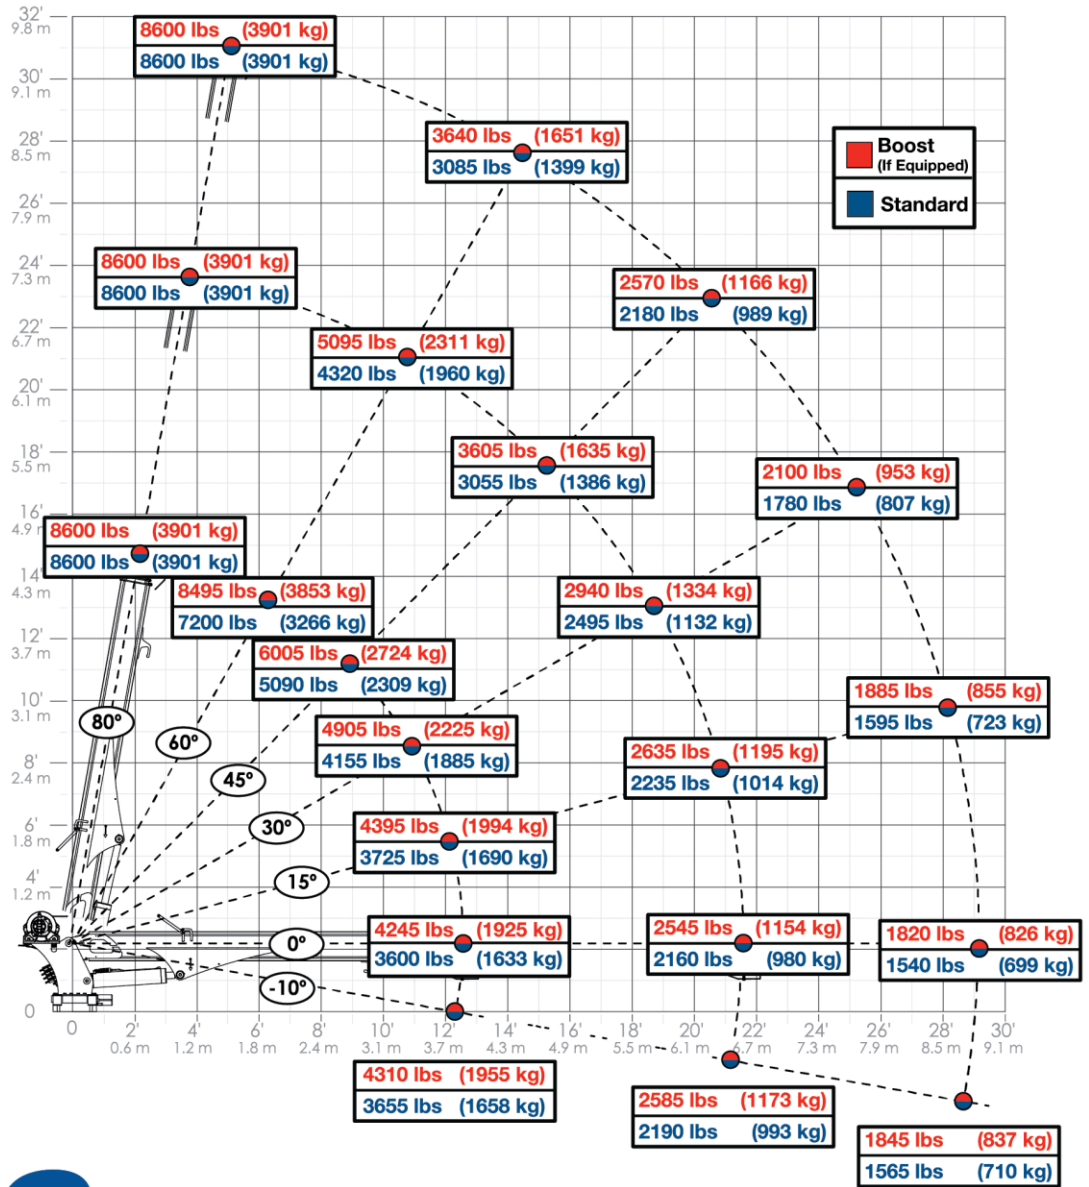 32'
9.8 m
8600 lbs (3901 kg)
8600 lbs (3901 kg)
30'
9.1 m
28'
8.5 m
3640 lbs (1651 kg)
3085 lbs (1399 kg)
Boost
(If Equipped)
Standard
26'
7.9 m
24'
7.3 m
8600 lbs (3901 kg)
8600 lbs (3901 kg)
2570 lbs (1166 kg)
2180 lbs (989 kg)
22'
6.7 m
5095 lbs (2311 kg)
4320 lbs (1960 kg)
20'
6.1 m
18'
5.5 m
3605 lbs (1635 kg)
3055 lbs (1386 kg)
2100 lbs (953 kg)
1780 lbs (807 kg)
16'
4.9 m
8600 lbs (3901 kg)
8600 lbs (3901 kg)
14'
4.3 m
8495 lbs (3853 kg)
7200 lbs (3266 kg)
2940 lbs (1334 kg)
2495 lbs (1132 kg)
12'
3.7 m
6005 lbs (2724 kg)
5090 lbs (2309 kg)
10'
3.1 m
1885 lbs (855 kg)
1595 lbs (723 kg)
80°
60°
4905 lbs (2225 kg)
4155 lbs (1885 kg)
8'
2.4 m
2635 lbs (1195 kg)
2235 lbs (1014 kg)
45°
30°
6'
1.8 m
4395 lbs (1994 kg)
3725 lbs (1690 kg)
15°
4'
1.2 m
0°
4245 lbs (1925 kg)
3600 lbs (1633 kg)
2545 lbs (1154 kg)
2160 lbs (980 kg)
1820 lbs (826 kg)
1540 lbs (699 kg)
-10°
0
0 2' 4' 6' 8' 10' 12' 14' 16' 18' 20' 22' 24' 26' 28' 30'
0.6 m 1.2 m 1.8 m 2.4 m 3.1 m 3.7 m 4.3 m 4.9 m 5.5 m 6.1 m 6.7 m 7.3 m 7.9 m 8.5 m 9.1 m
4310 lbs (1955 kg)
3655 lbs (1658 kg)
2585 lbs (1173 kg)
2190 lbs (993 kg)
1845 lbs (837 kg)
1565 lbs (710 kg)